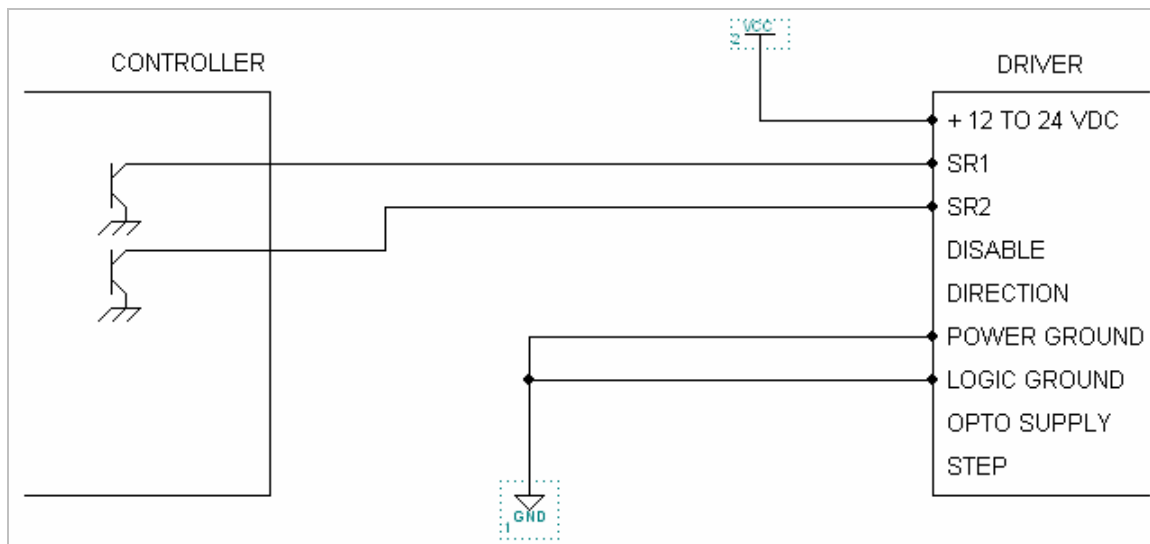 VCC
2
CONTROLLER
DRIVER
+ 12 TO 24 VDC
SR1
SR2
DISABLE
DIRECTION
POWER GROUND
LOGIC GROUND
OPTO SUPPLY
STEP
GND
1